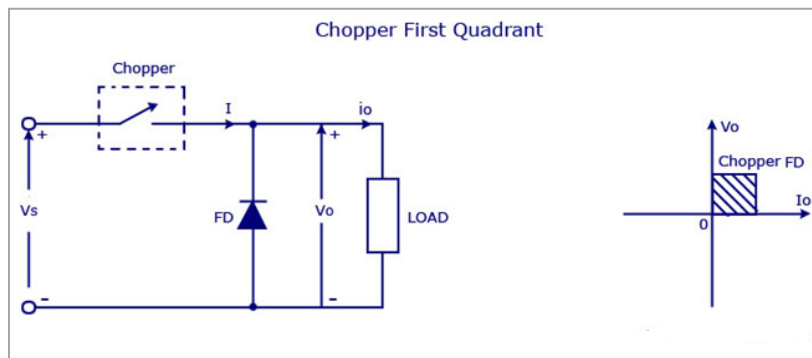 Chopper First Quadrant
Chopper
I
io
+
+
Vs
FD
Vo
LOAD
-
-
Vo
Chopper FD
Io
0